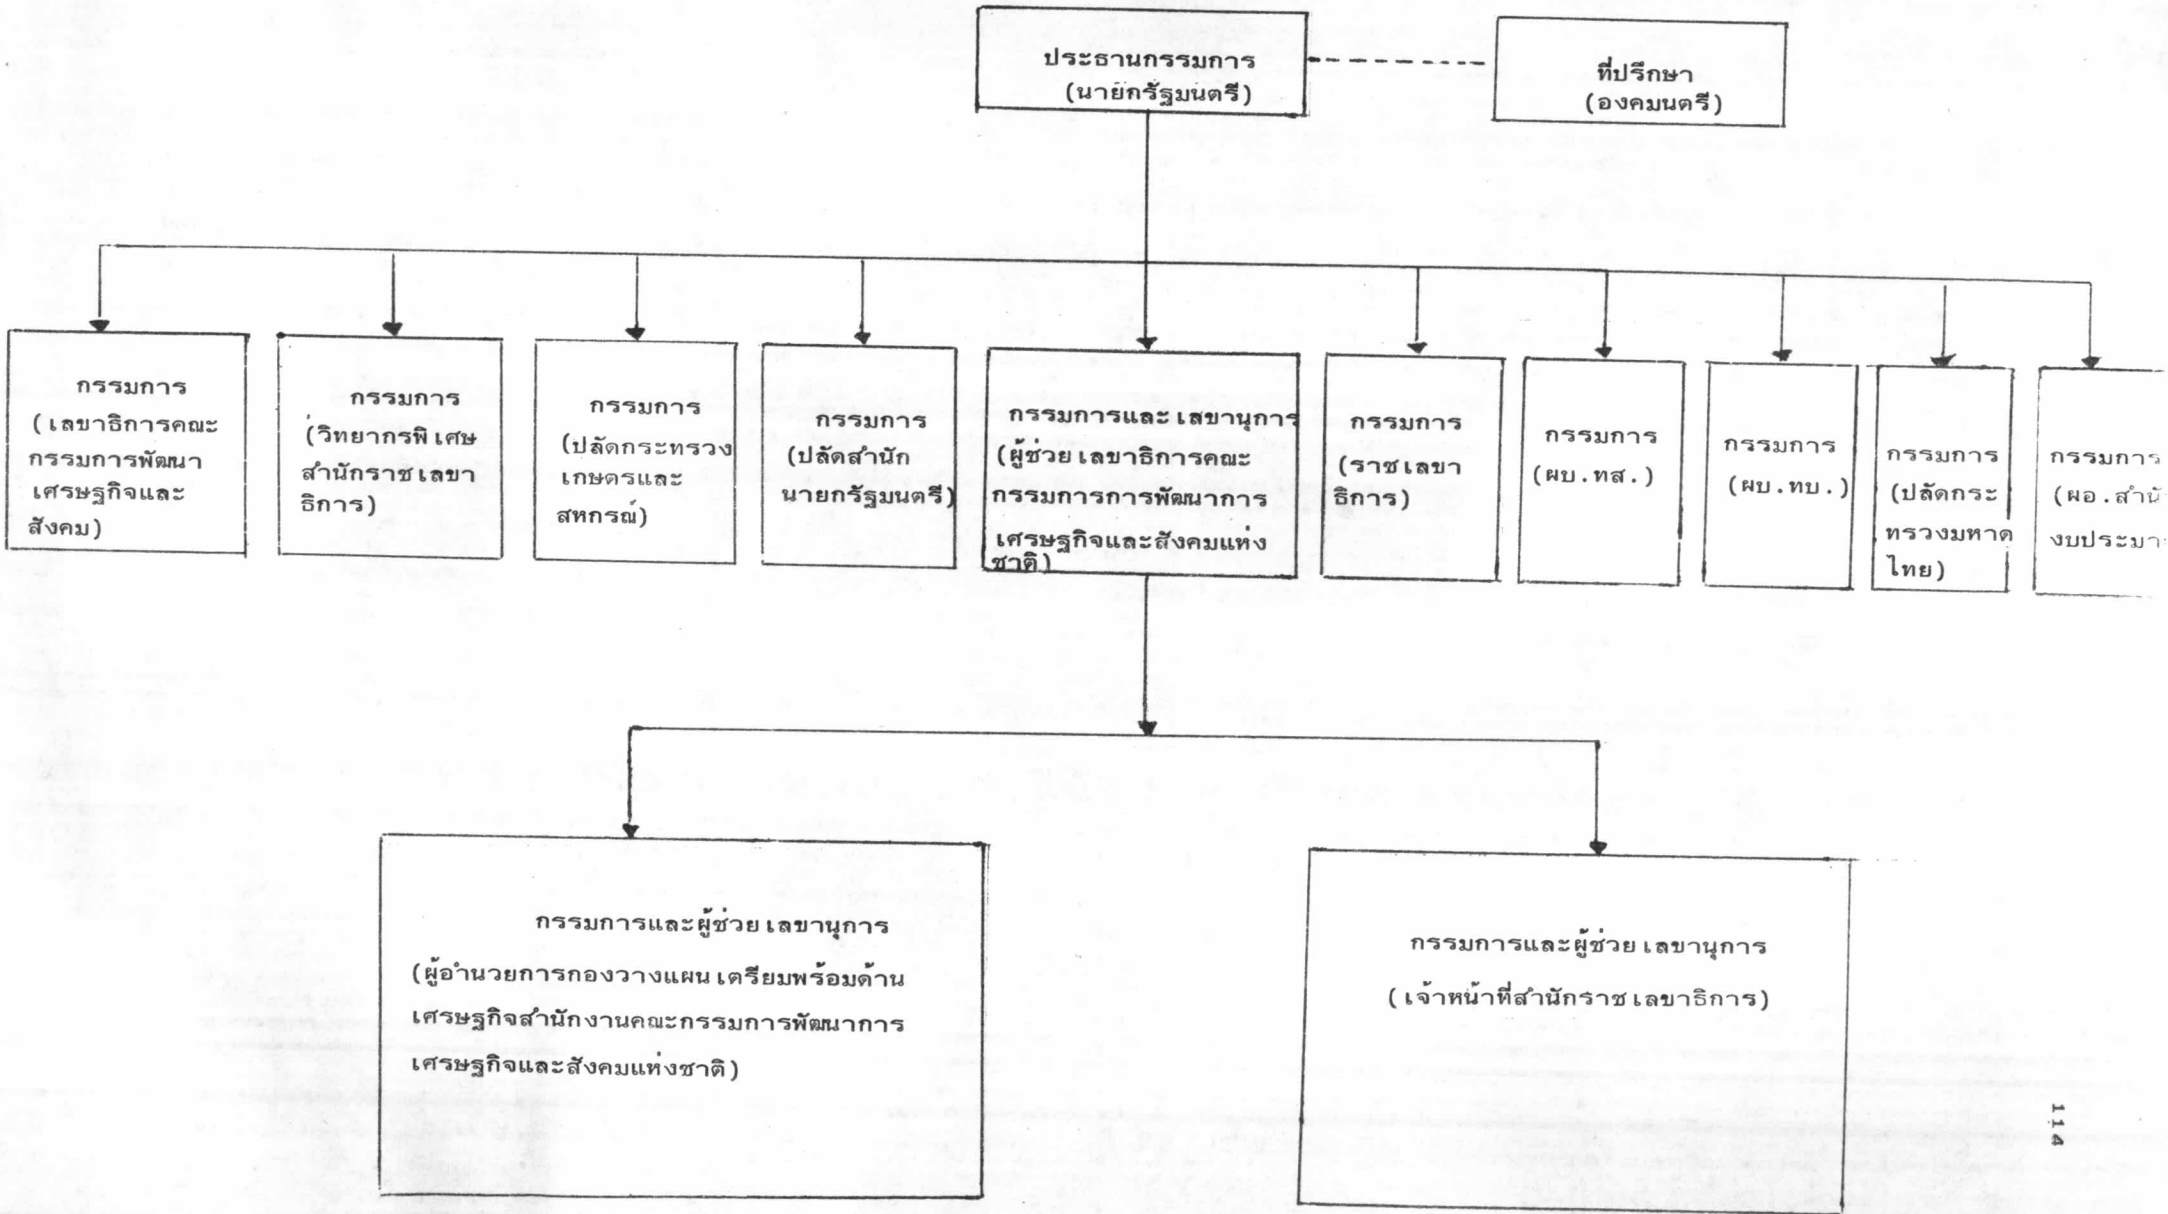 ประธานกรรมการ
(นายกรัฐมนตรี)
ที่ปรึกษา
(องคมนตรี)
กรรมการ
(เลขาธิการคณะ
กรรมการพัฒนา
เศรษฐกิจและ
สังคม)
กรรมการ
(วิทยากรพิเศษ
สำนักราชเลขา
ธิการ)
กรรมการ
(ปลัดกระทรวง
เกษตรและ
สหกรณ์)
กรรมการ
(ปลัดสำนัก
นายกรัฐมนตรี)
กรรมการและเลขานุการ
(ผู้ช่วยเลขาธิการคณะ
กรรมการการพัฒนาการ
เศรษฐกิจและสังคมแห่ง
ชาติ)
กรรมการ
(ราชเลขา
ธิการ)
กรรมการ
(ผบ.ทส.)
กรรมการ
(ผบ.ทบ.)
กรรมการ
(ปลัดกระ
ทรวงมหาด
ไทย)
กรรมการ
(ผอ.สำนั
งบประมา
กรรมการและผู้ช่วยเลขานุการ
(ผู้อำนวยการกองวางแผนเตรียมพร้อมด้าน
เศรษฐกิจสำนักงานคณะกรรมการพัฒนาการ
เศรษฐกิจและสังคมแห่งชาติ)
กรรมการและผู้ช่วยเลขานุการ
(เจ้าหน้าที่สำนักราชเลขาธิการ)
114